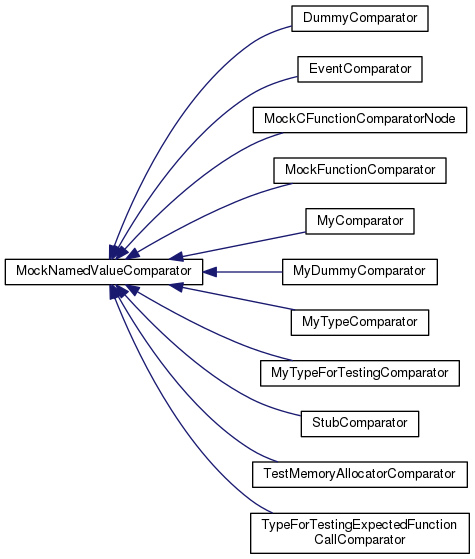 DummyComparator
EventComparator
MockCFunctionComparatorNode
MockFunctionComparator
MyComparator
MockNamedValueComparator
MyDummyComparator
MyTypeComparator
MyTypeForTestingComparator
StubComparator
TestMemoryAllocatorComparator
TypeForTestingExpectedFunction
CallComparator